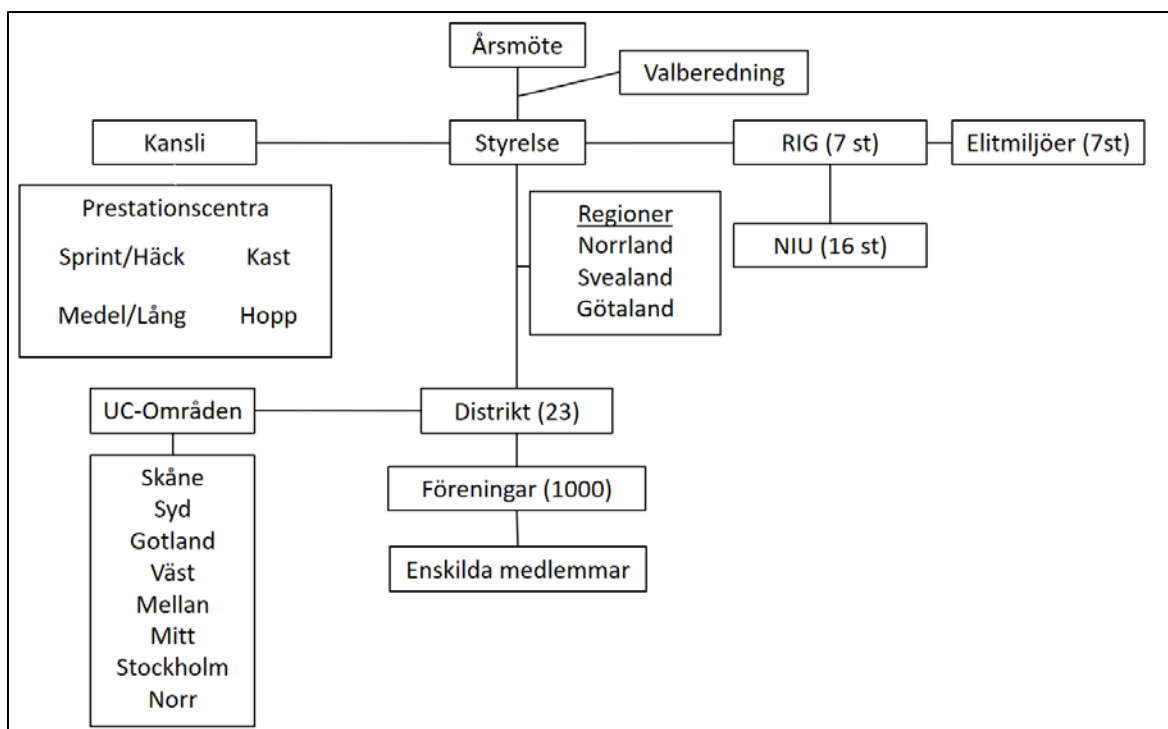 Årsmöte
Valberedning
Kansli
Styrelse
RIG (7 st)
Elitmiljöer (7st)
Prestationscentra
Sprint/Häck Kast
Medel/Lång Hopp
Regioner
Norrland
Svealand
Götaland
NIU (16 st)
UC-Områden
Distrikt (23)
Skåne
Syd
Gotland
Väst
Mellan
Mitt
Stockholm
Norr
Föreningar (1000)
Enskilda medlemmar